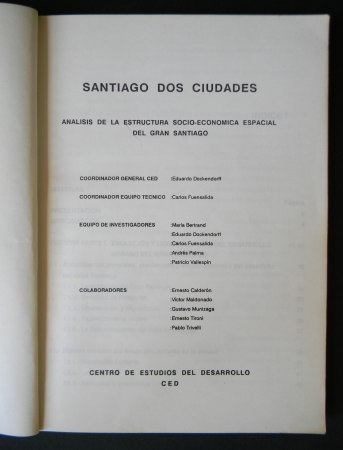 SANTIAGO DOS CIUDADES
ANALISIS DE LA ESTRUCTURA SOCIO-ECONOMICA ESPACIAL
DEL GRAN SANTIAGO
COORDINADOR GENERAL CED :Eduardo Dockendorff
COORDINADOR EQUIPO TECNICO :Carlos Fuensalida
EQUIPO DE INVESTIGADORES :María Bertrand
Eduardo Dockendorff
Carlos Fuensalida
Andrés Palma
Patricio Vallespín
COLABORADORES :Ernesto Calderón
Víctor Maldonado
Gustavo Munizaga
Ernesto Tironi
Pablo Trivelli
CENTRO DE ESTUDIOS DEL DESARROLLO
CED